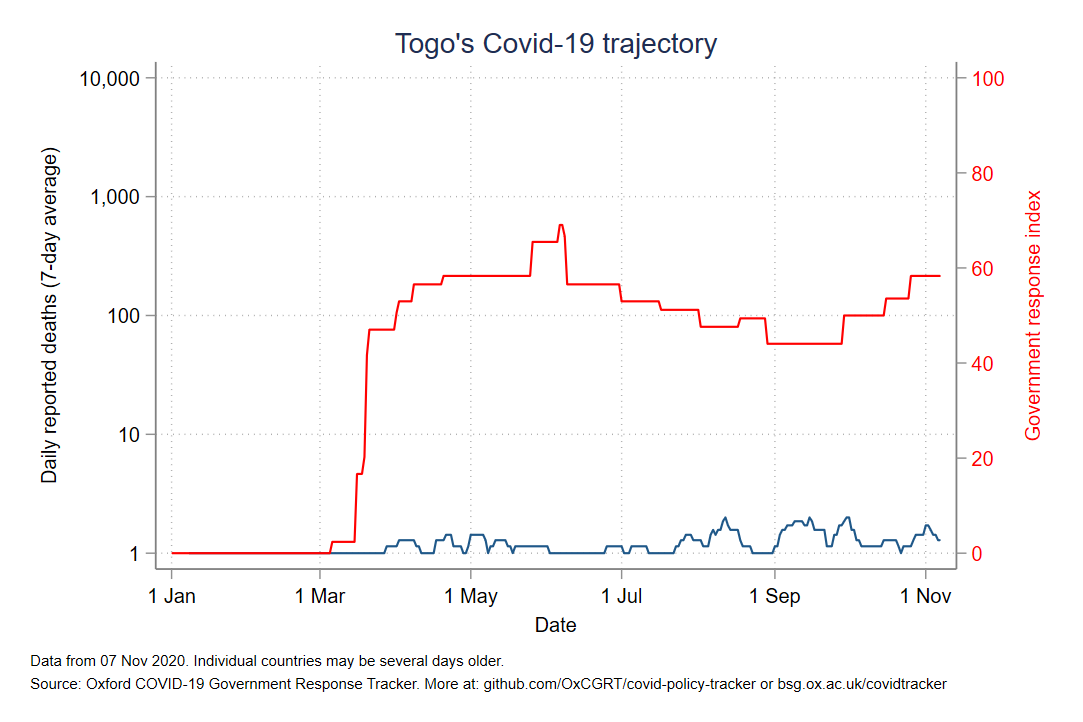 Togo's Covid-19 trajectory
10,000
1,000
100
10
1
Daily reported deaths (7-day average)
100
80
60
40
20
0
Government response index
1 Jan
1 Mar
1 May
1 Jul
1 Sep
1 Nov
Date
Data from 07 Nov 2020. Individual countries may be several days older.
Source: Oxford COVID-19 Government Response Tracker. More at: github.com/OxCGRT/covid-policy-tracker or bsg.ox.ac.uk/covidtracker